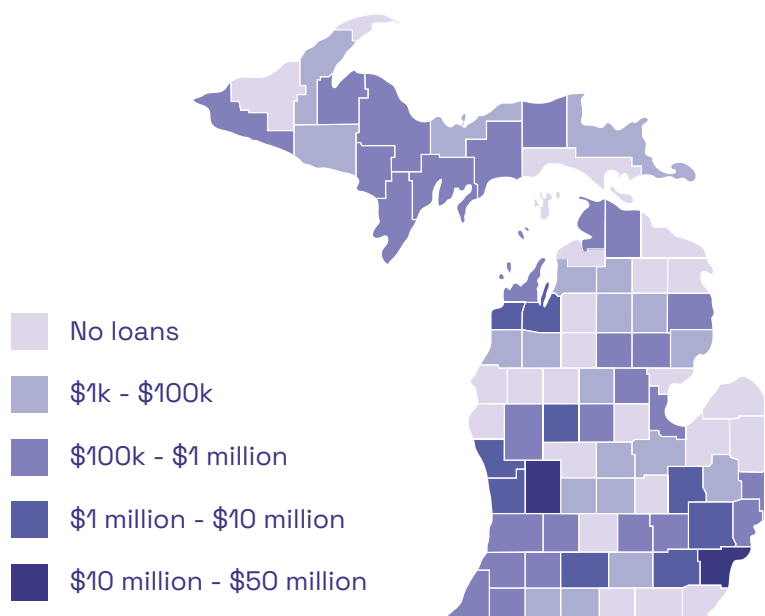 No loans
$1k - $100k
$100k - $1 million
$1 million - $10 million
$10 million - $50 million